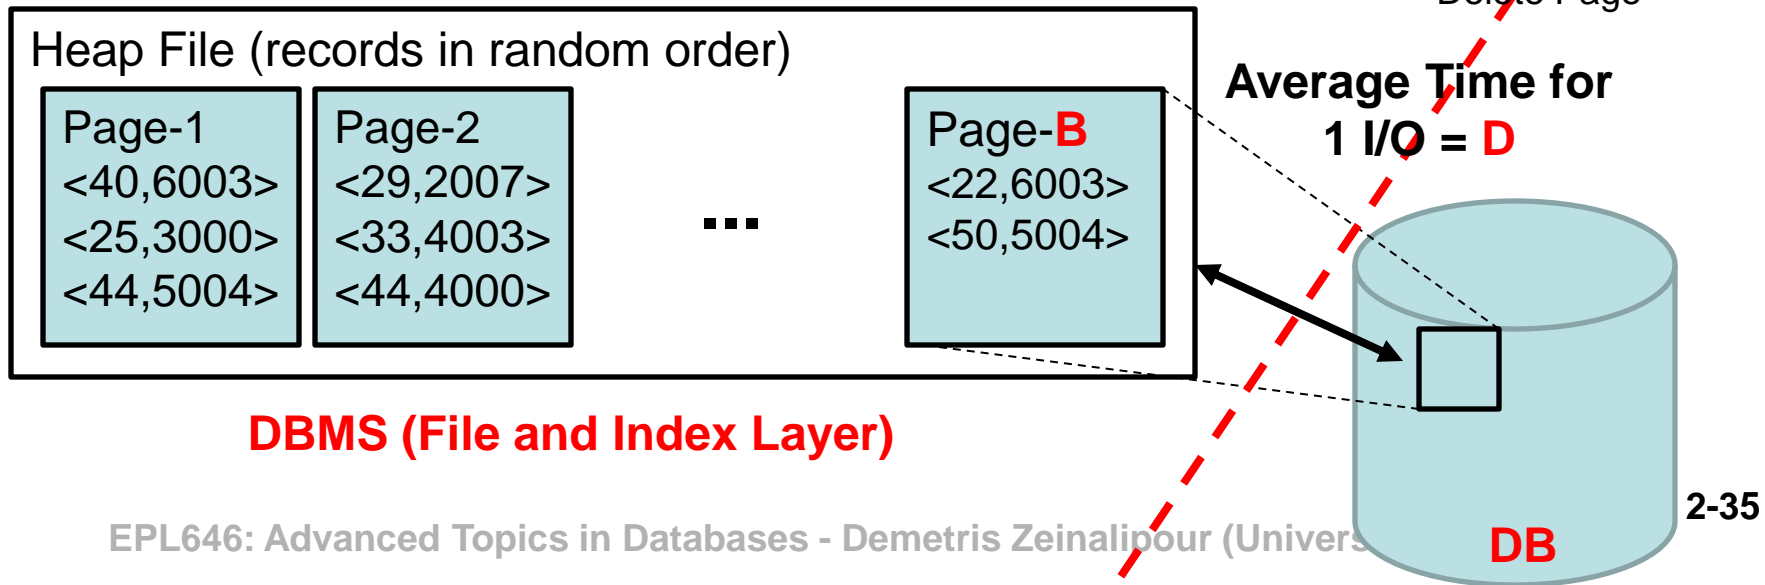 Delete Page
Heap File (records in random order)
Average Time for
1 I/O = D
Page-1
<40,6003>
<25,3000>
<44,5004>
Page-2
<29,2007>
<33,4003>
<44,4000>
...
Page-B
<22,6003>
<50,5004>
DBMS (File and Index Layer)
2-35
EPL646: Advanced Topics in Databases - Demetris Zeinalipour (Univers
DB